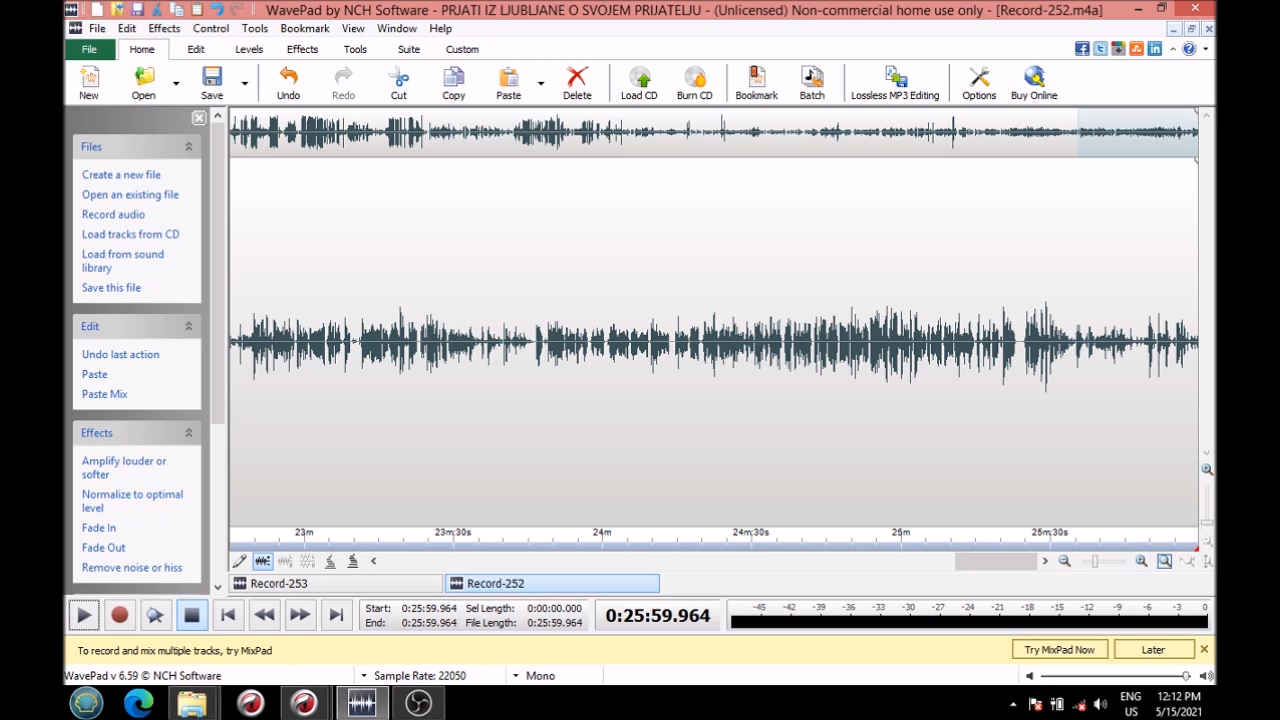 WavePad by NCH Software - PRJATI IZ LJUBLJANE O SVOJEM PRIJATELJU - (Unlicensed) Non-commercial home use only - [Record-252.m4a]
File Edit Effects Control Tools Bookmark View Window Help
File Home Edit Levels Effects Tools Suite Custom
New Open Save Undo Redo Cut Copy Paste Delete Load CD Burn CD Bookmark Batch Lossless MP3 Editing Options Buy Online
Files
Create a new file
Open an existing file
Record audio
Load tracks from CD
Load from sound
library
Save this file
Edit
Undo last action
Paste
Paste Mix
Effects
Amplify louder or
softer
Normalize to optimal
level
Fade In
Fade Out
Remove noise or hiss
23m 23m;30s 24m 24m;30s 25m 25m;30s
Record-253 Record-252
Start: 0:25:59.964 Sel Length: 0:00:00.000
End: 0:25:59.964 File Length: 0:25:59.964
0:25:59.964
-45 -42 -39 -36 -33 -30 -27 -24 -21 -18 -15 -12 -9 -6 -3 0
To record and mix multiple tracks, try MixPad
Try MixPad Now Later
WavePad v 6.59 © NCH Software Sample Rate: 22050 Mono
ENG 12:12 PM
US 5/15/2021